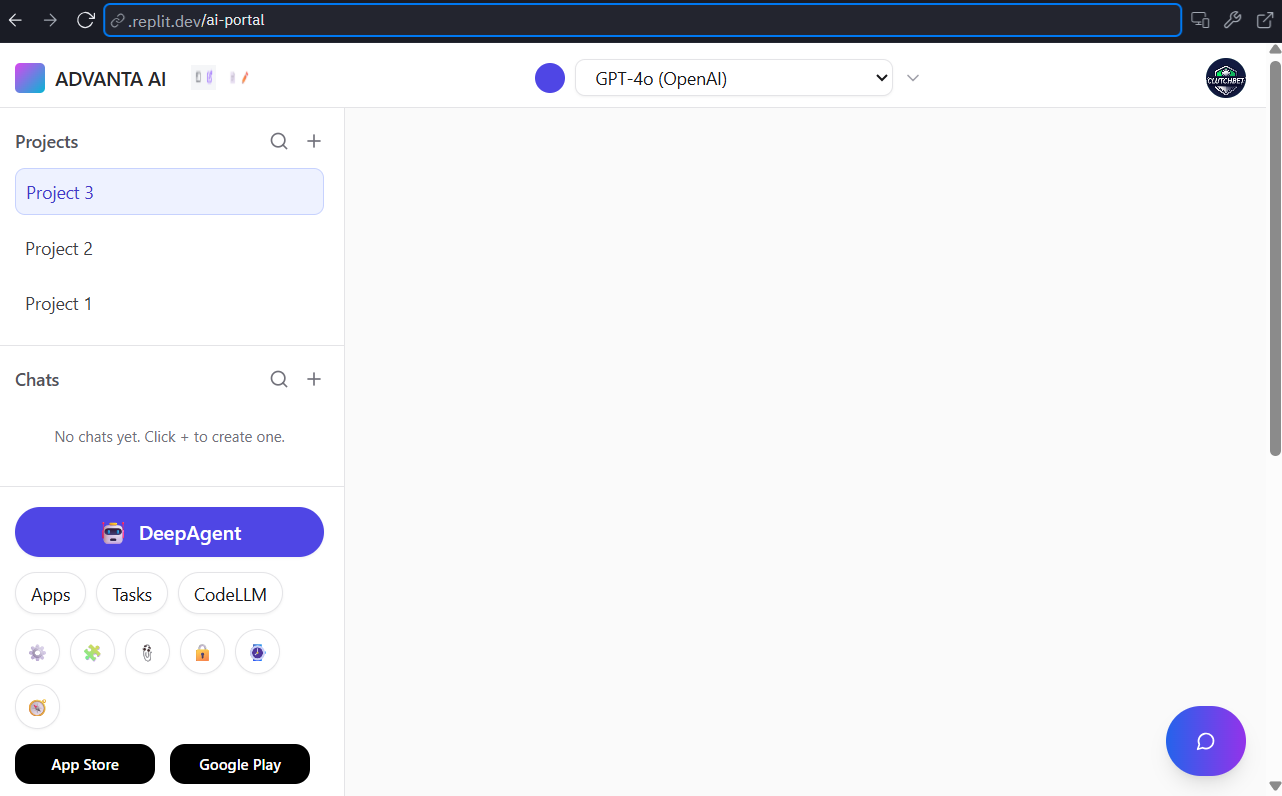 .replit.dev/ai-portal
ADVANTA AI
GPT-4o (OpenAI)
CLUTCHBET
Projects
Project 3
Project 2
Project 1
Chats
No chats yet. Click + to create one.
DeepAgent
Apps
Tasks
CodeLLM
App Store
Google Play